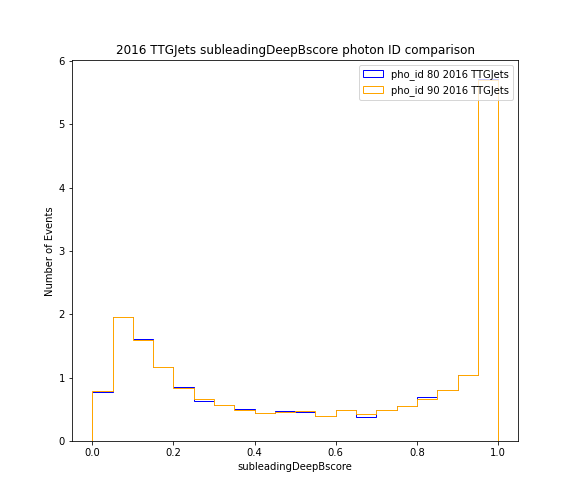 2016 TTGJets subleadingDeepBscore photon ID comparison
pho_id 80 2016 TTGJets
pho_id 90 2016 TTGJets
Number of Events
6
5
4
3
2
1
0
0.0 0.2 0.4 0.6 0.8 1.0
subleadingDeepBscore